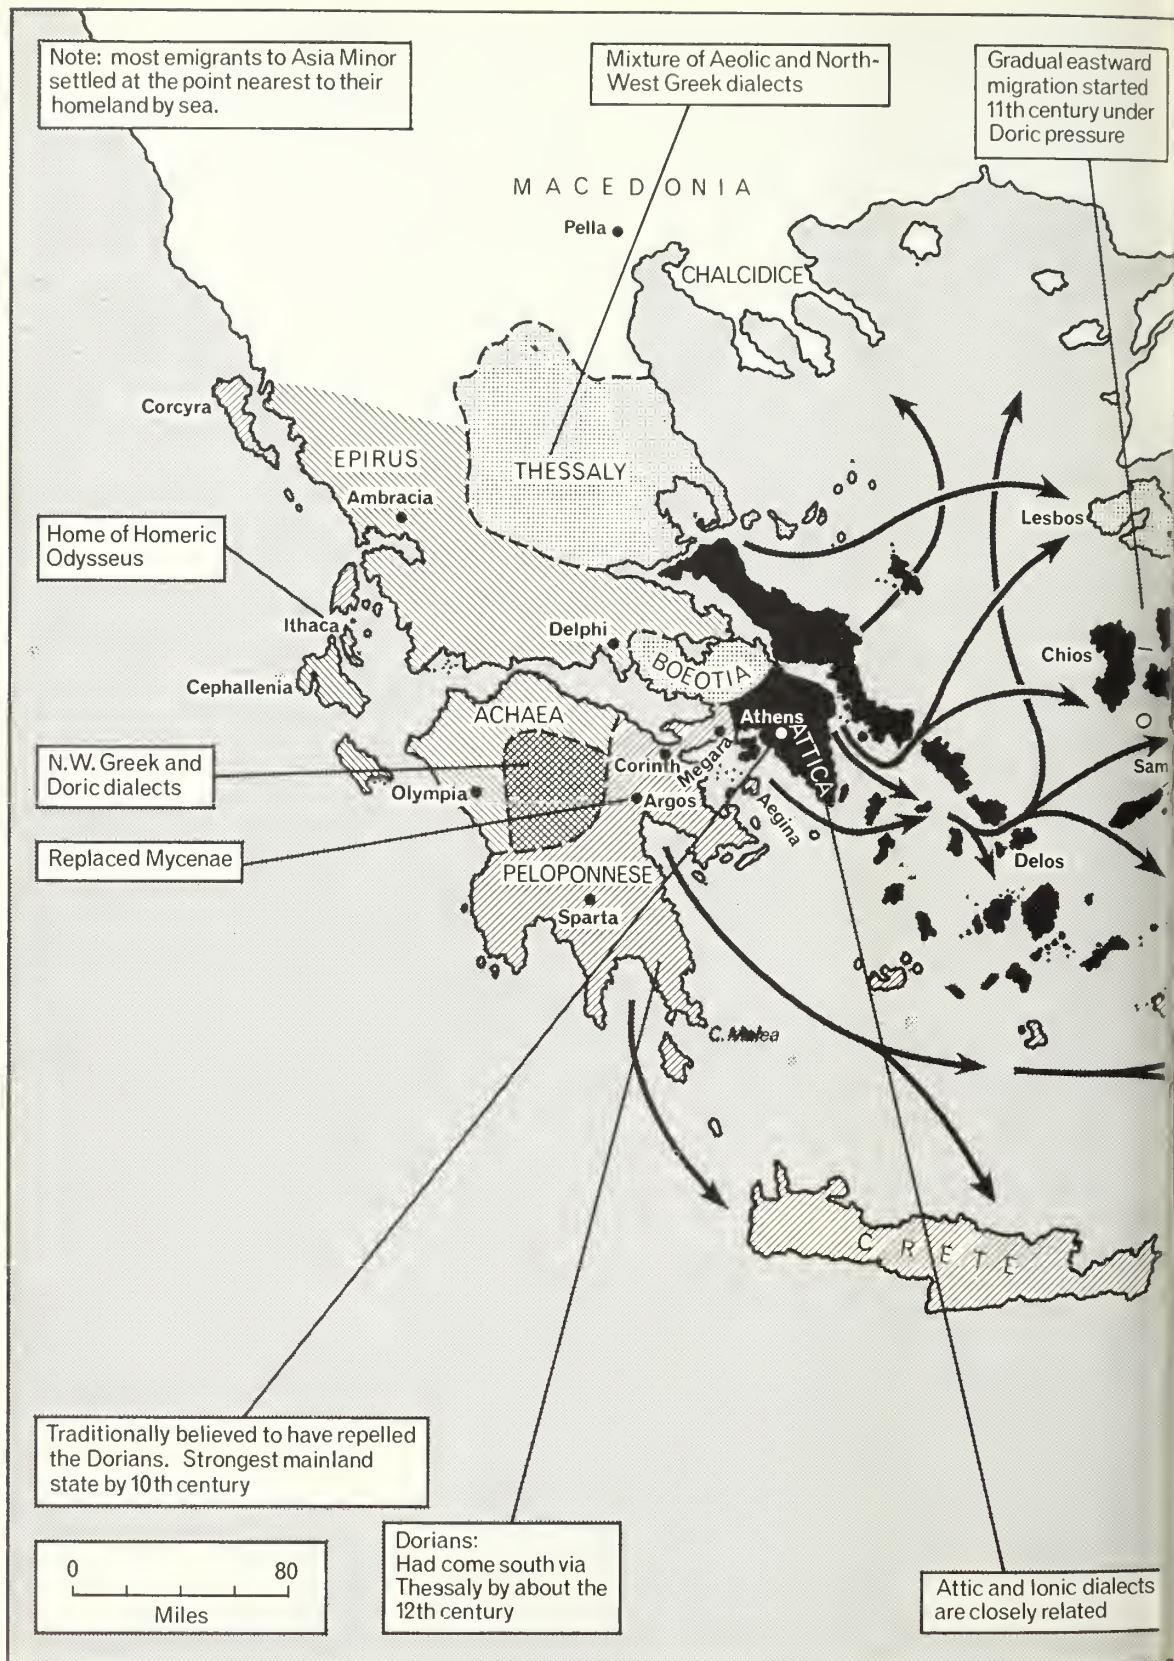 Note: most emigrants to Asia Minor
settled at the point nearest to their
homeland by sea.
Mixture of Aeolic and North-
West Greek dialects
Gradual eastward
migration started
11th century under
Doric pressure
MACEDONIA
Pella
CHALCIDICE
Corcyra
EPIRUS
THESSALY
Ambracia
Lesbos
Home of Homeric
Odysseus
Ithaca
Delphi
BOEOTIA
Chios
I
Cephallenia
ACHAEA
Athens
ATTICA
O
N.W. Greek and
Doric dialects
Corinth
Megara
Sam
Olympia
Argos
Aegina
Replaced Mycenae
Delos
PELOPONNESE
Sparta
C. Malea
CRETE
Traditionally believed to have repelled
the Dorians. Strongest mainland
state by 10th century
Dorians:
Had come south via
Thessaly by about the
12th century
0 80
Miles
Attic and Ionic dialects
are closely related